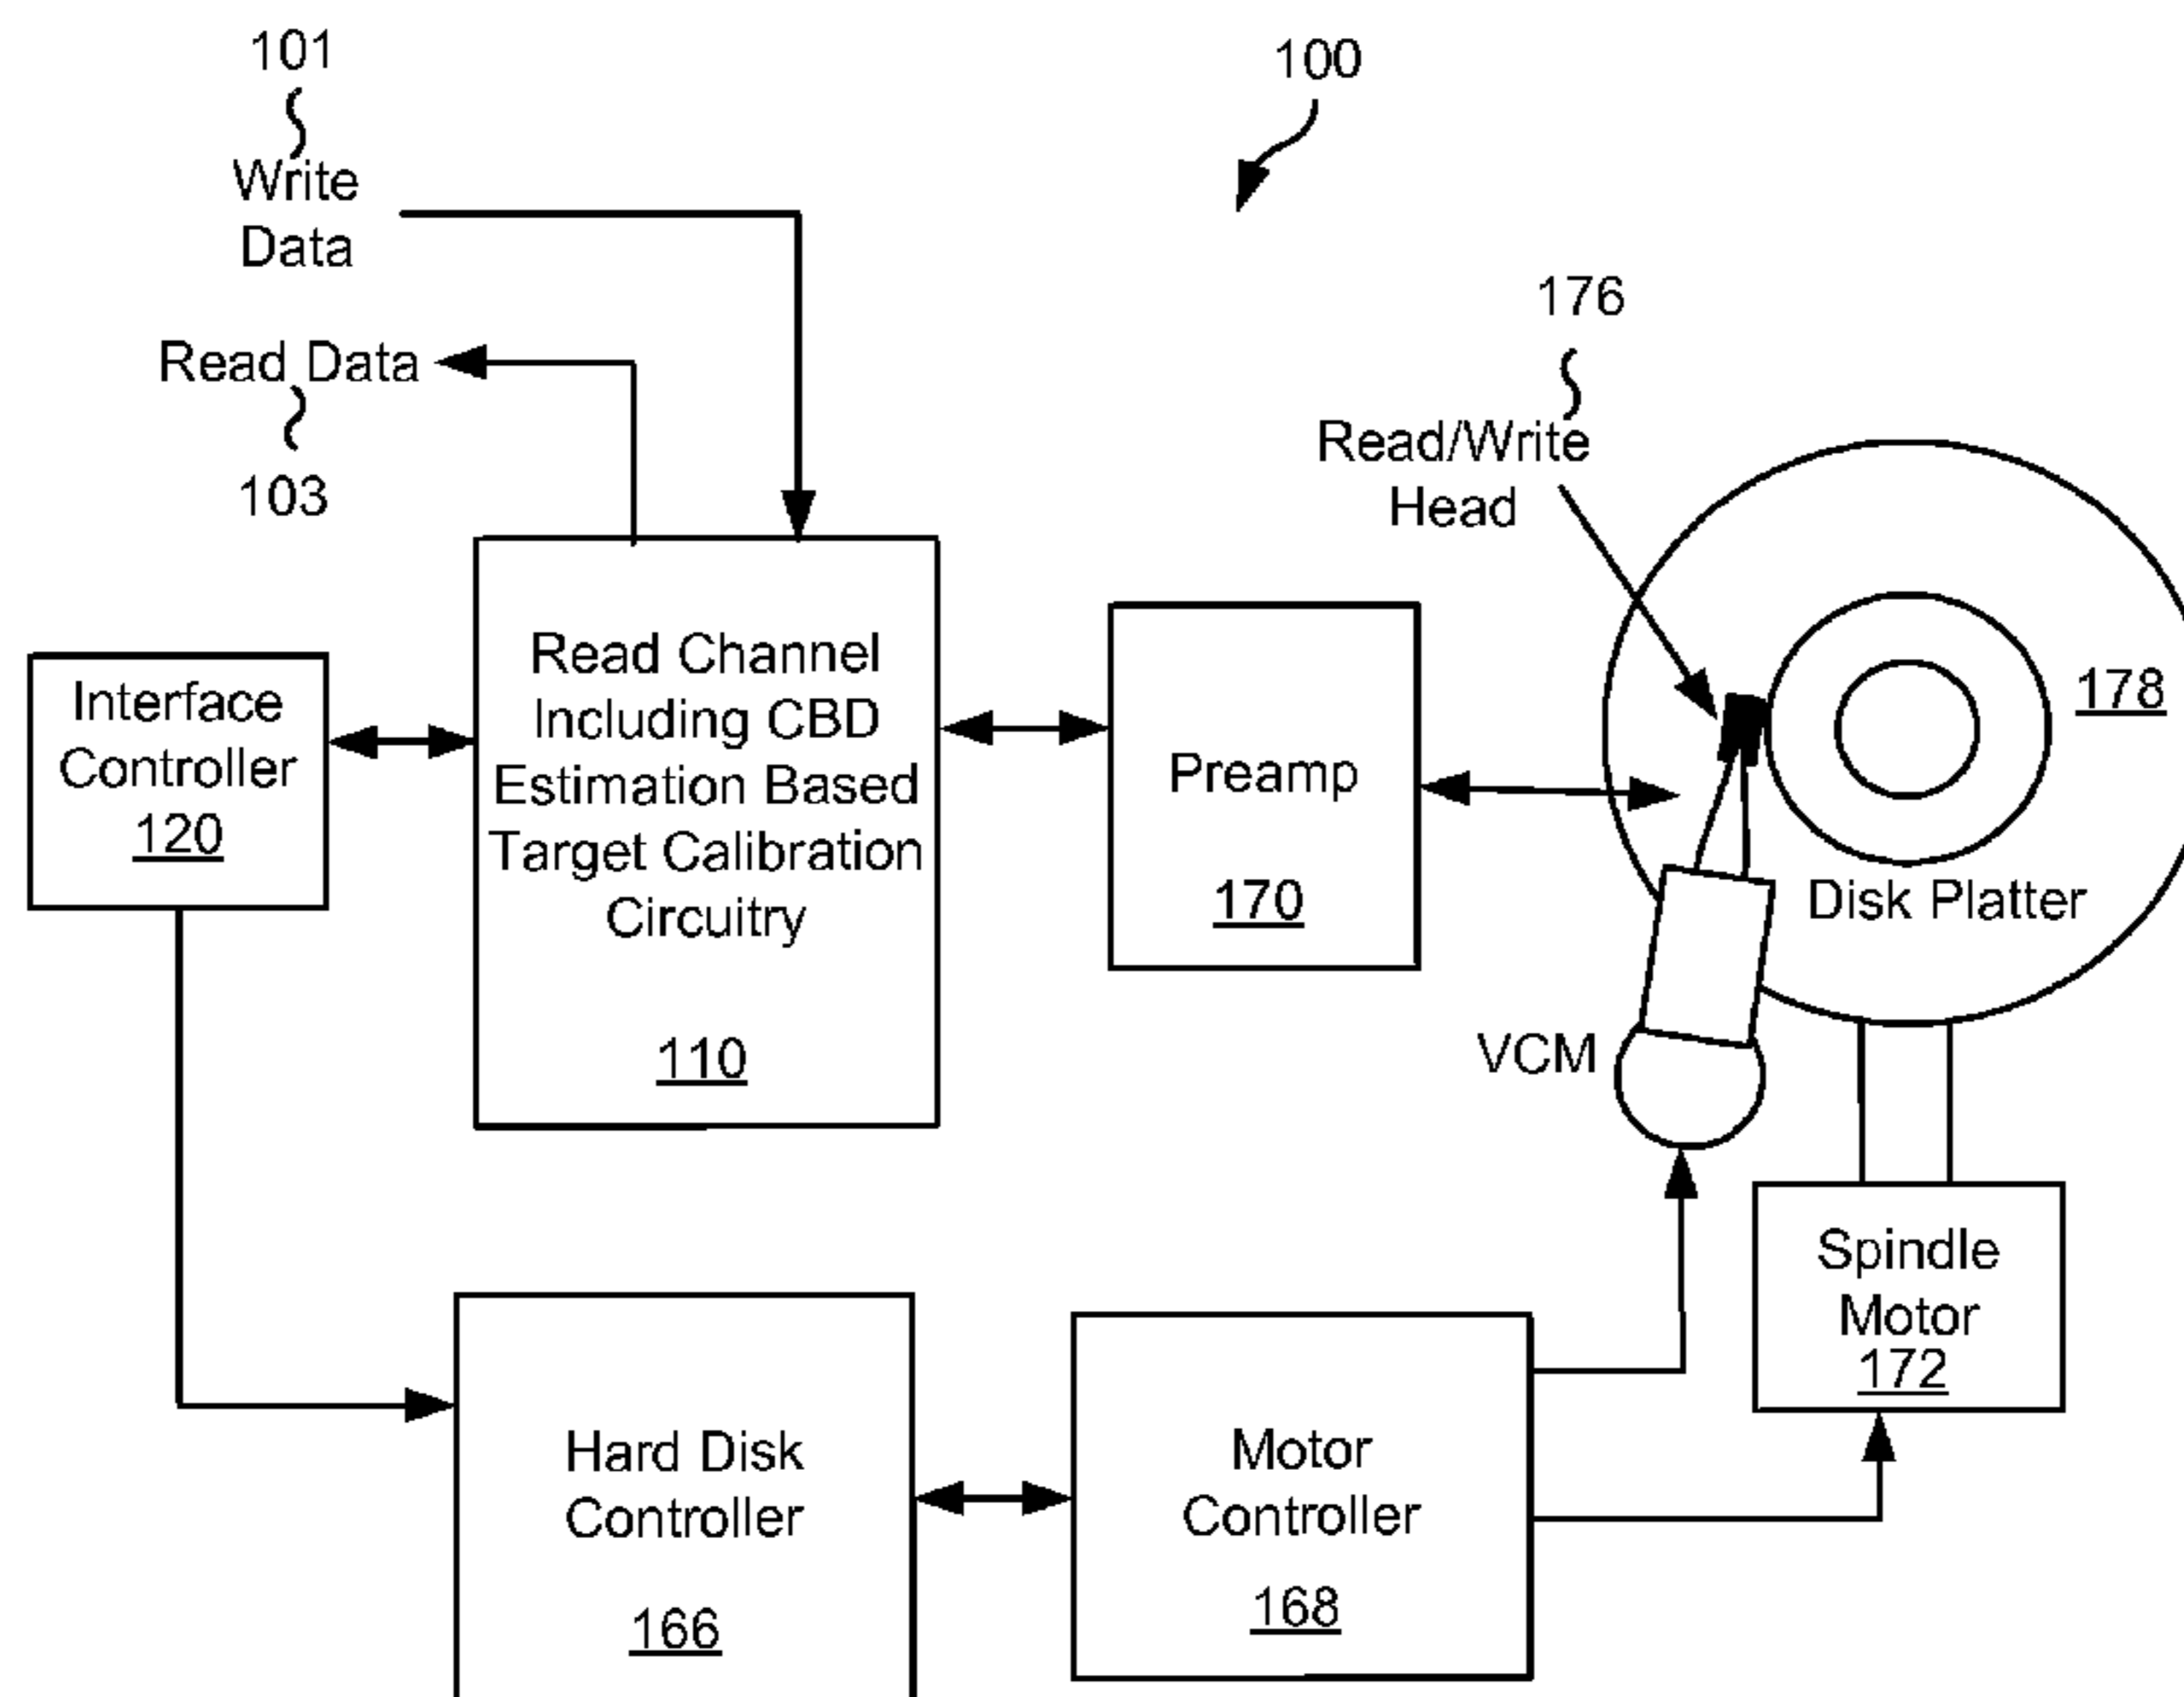 101
Write
Data
100
Read Data
103
176
Read/Write
Head
Interface
Controller
120
Read Channel
Including CBD
Estimation Based
Target Calibration
Circuitry
110
Preamp
170
178
Disk Platter
VCM
Spindle
Motor
172
Hard Disk
Controller
166
Motor
Controller
168